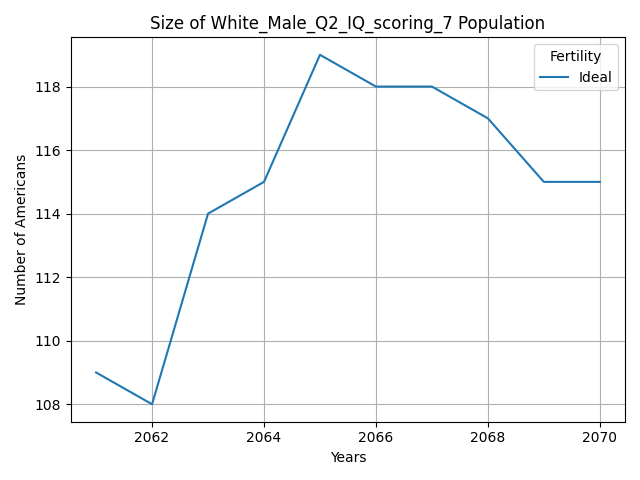 Size of White_Male_Q2_IQ_scoring_7 Population
Fertility
Ideal
Number of Americans
118
116
114
112
110
108
2062 2064 2066 2068 2070
Years